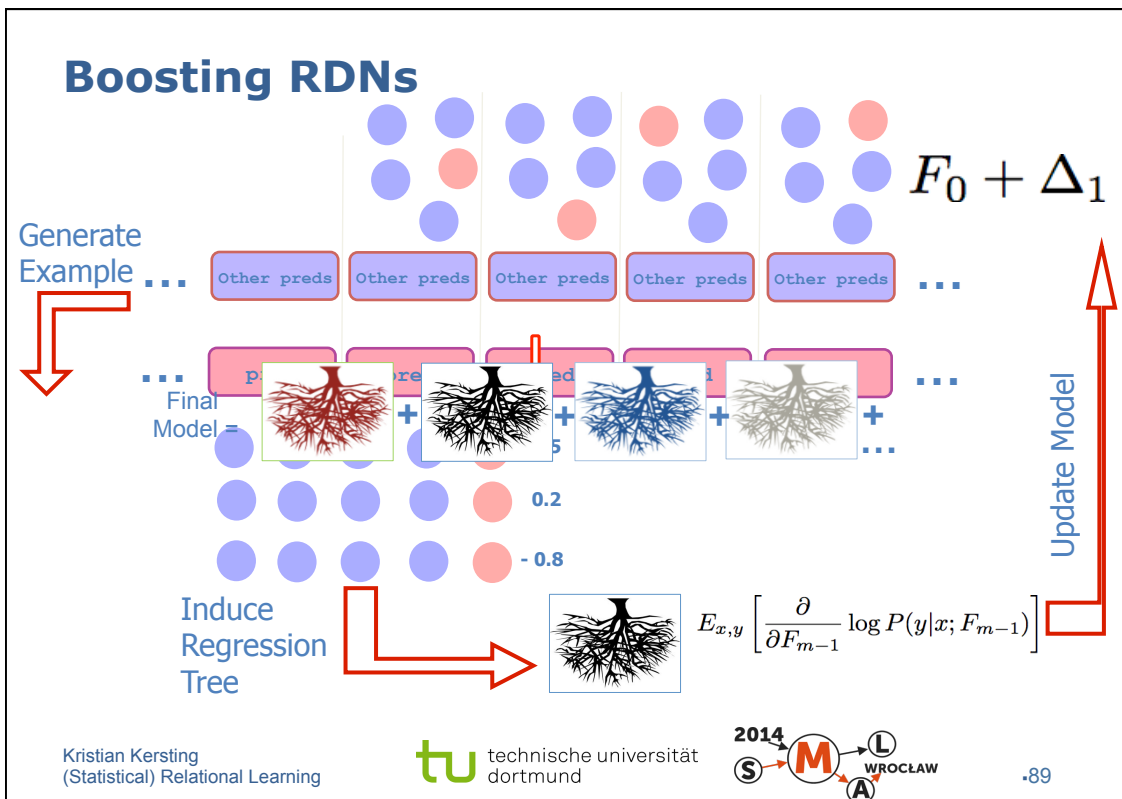 Boosting RDNs
F₀ + Δ₁
Generate
Example
... Other preds Other preds Other preds Other preds Other preds ...
... ...
Final
Model = + + + +
...
0.2
- 0.8
Update Model
Induce
Regression
Tree
E_{x,y} [ ∂/∂F_{m−1} log P(y|x; F_{m−1}) ]
Kristian Kersting
(Statistical) Relational Learning
tu technische universität
dortmund
2014
S M L
WROCŁAW
A
▪89